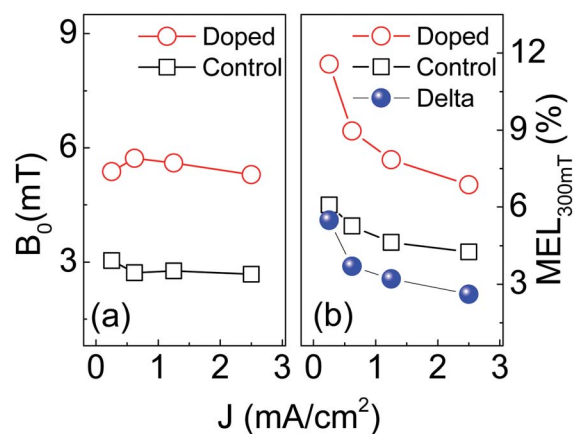 9
6
3
B0(mT)
Doped
Control
(a)
0 1 2 3
Doped
Control
Delta
(b)
0 1 2 3
12
9
6
3
MEL300mT (%)
J (mA/cm²)